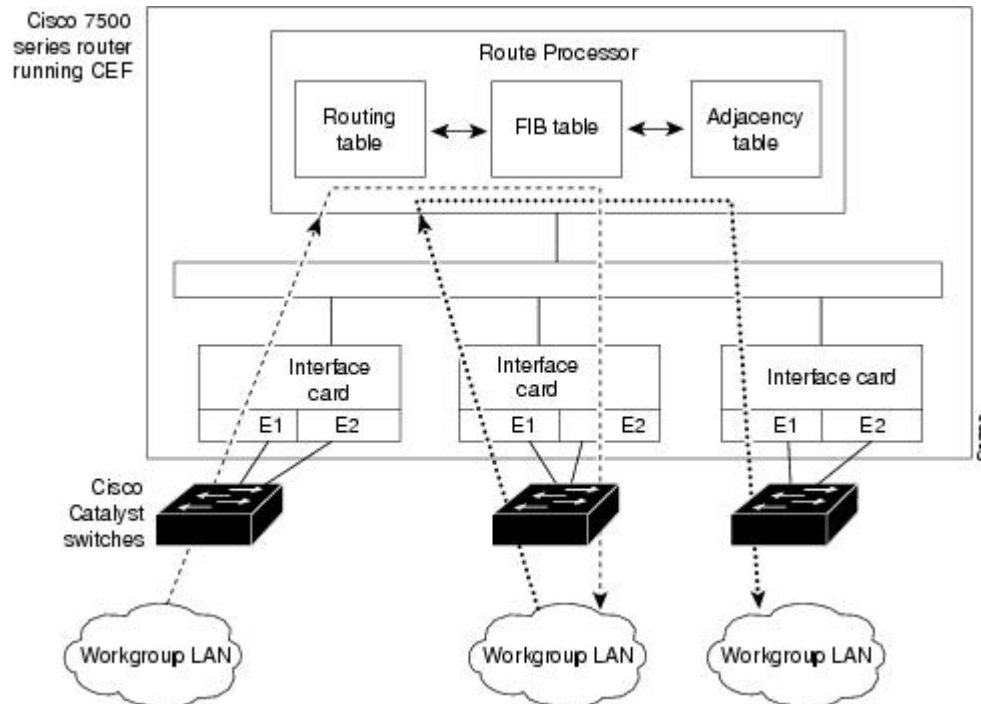 Cisco 7500
series router
running CEF
Route Processor
Routing
table
FIB table
Adjacency
table
Interface
card
E1
E2
Interface
card
E1
E2
Interface card
E1
E2
Cisco
Catalyst
switches
Workgroup LAN
Workgroup LAN
Workgroup LAN